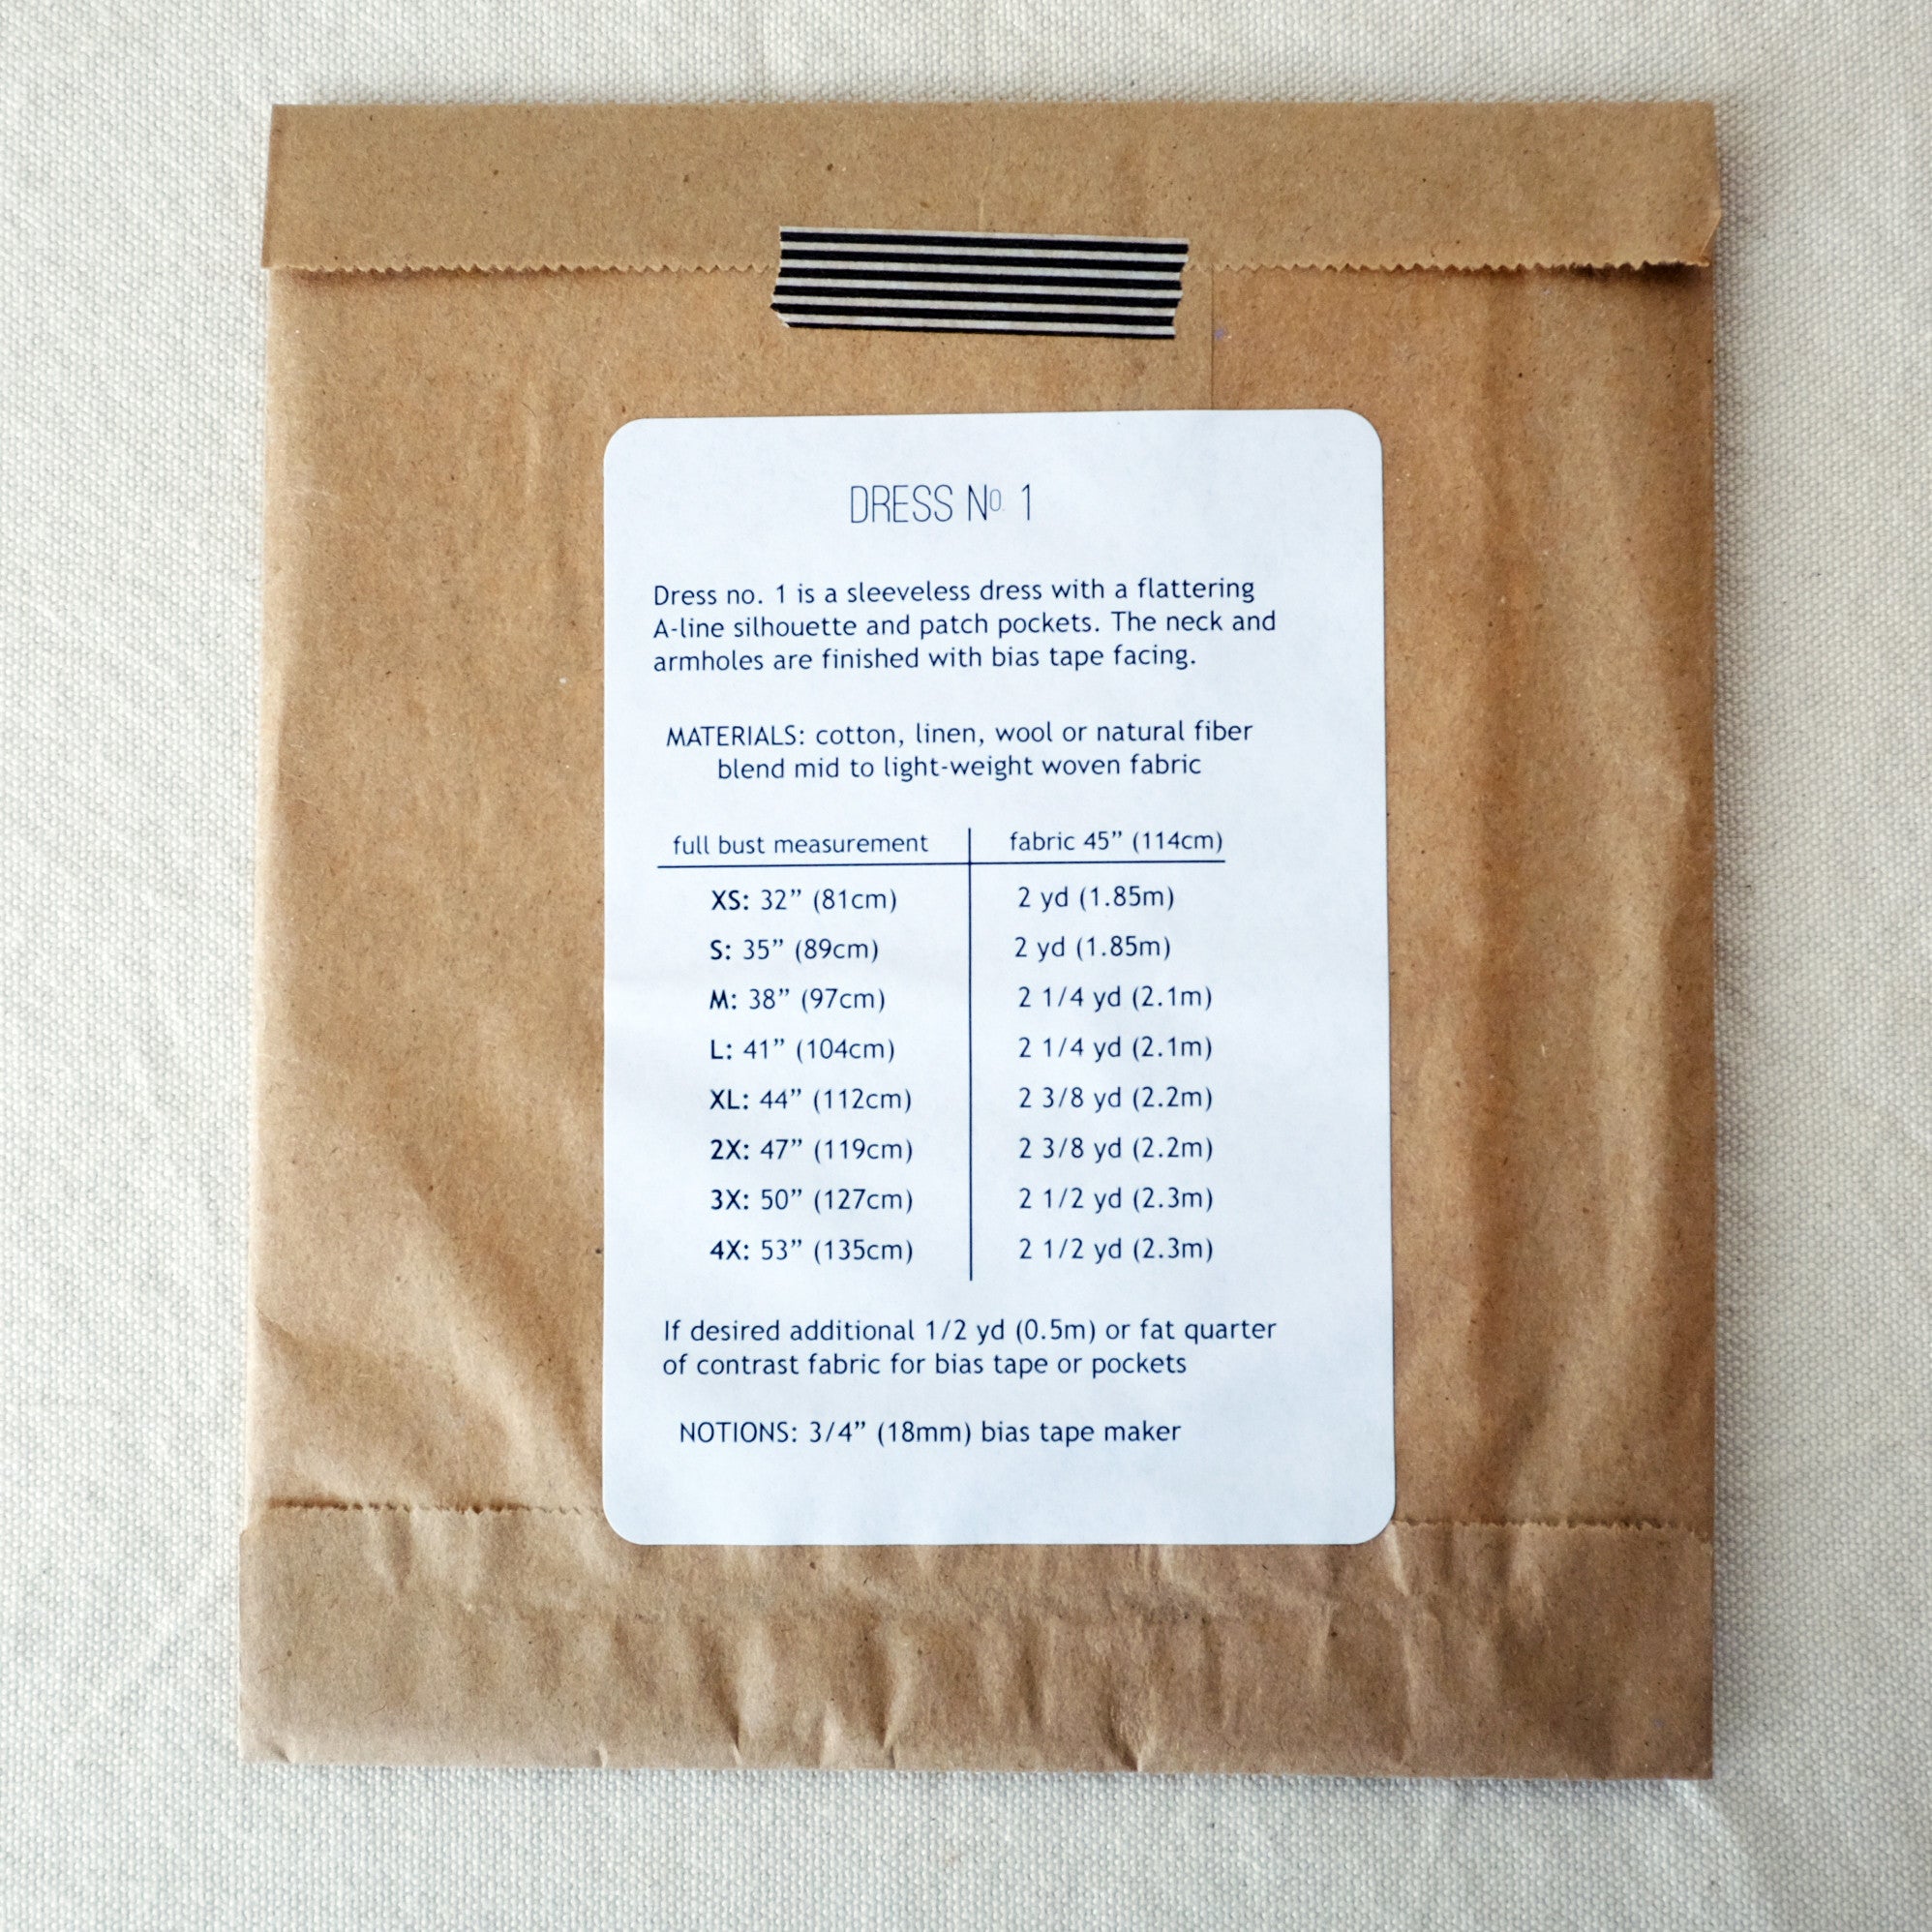 DRESS No. 1
Dress no. 1 is a sleeveless dress with a flattering
A-line silhouette and patch pockets. The neck and
armholes are finished with bias tape facing.
MATERIALS: cotton, linen, wool or natural fiber
blend mid to light-weight woven fabric
full bust measurement fabric 45” (114cm)
XS: 32” (81cm) 2 yd (1.85m)
S: 35” (89cm) 2 yd (1.85m)
M: 38” (97cm) 2 1/4 yd (2.1m)
L: 41” (104cm) 2 1/4 yd (2.1m)
XL: 44” (112cm) 2 3/8 yd (2.2m)
2X: 47” (119cm) 2 3/8 yd (2.2m)
3X: 50” (127cm) 2 1/2 yd (2.3m)
4X: 53” (135cm) 2 1/2 yd (2.3m)
If desired additional 1/2 yd (0.5m) or fat quarter
of contrast fabric for bias tape or pockets
NOTIONS: 3/4” (18mm) bias tape maker